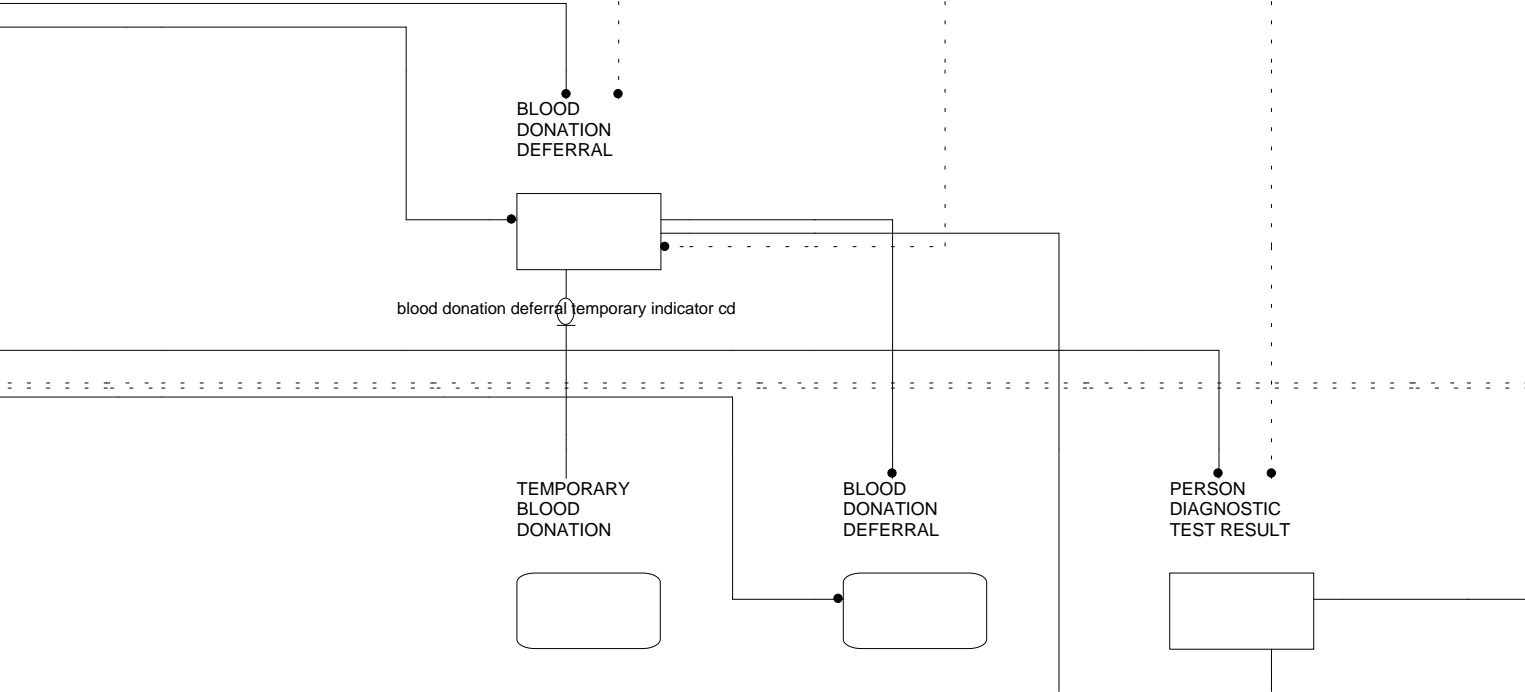 BLOOD
DONATION
DEFERRAL
blood donation deferral temporary indicator cd
TEMPORARY
BLOOD
DONATION
BLOOD
DONATION
DEFERRAL
PERSON
DIAGNOSTIC
TEST RESULT